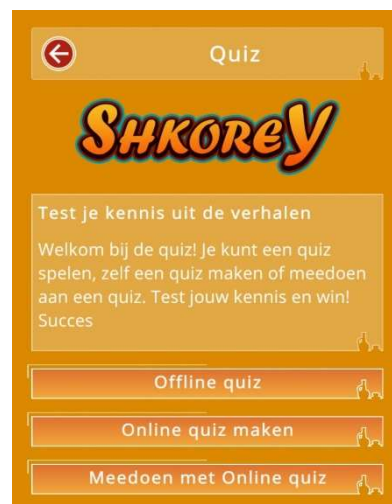 Quiz
SHKOREY
Test je kennis uit de verhalen
Welkom bij de quiz! Je kunt een quiz
spelen, zelf een quiz maken of meedoen
aan een quiz. Test jouw kennis en win!
Succes
Offline quiz
Online quiz maken
Meedoen met Online quiz